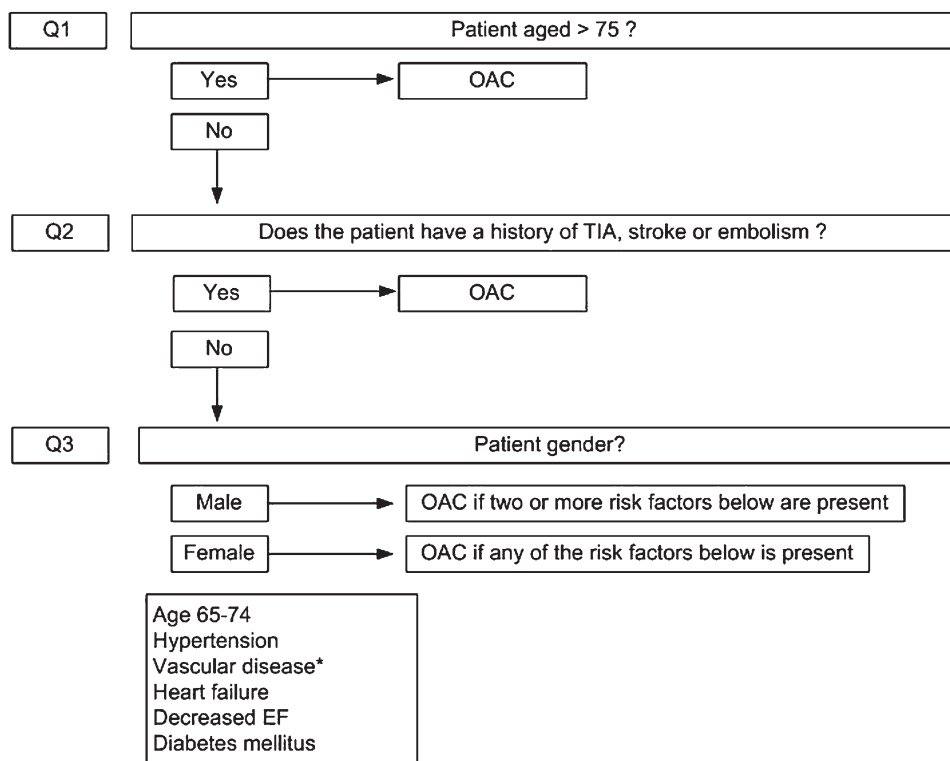 Q1
Patient aged > 75 ?
Yes
OAC
No
Q2
Does the patient have a history of TIA, stroke or embolism ?
Yes
OAC
No
Q3
Patient gender?
Male
OAC if two or more risk factors below are present
Female
OAC if any of the risk factors below is present
Age 65-74
Hypertension
Vascular disease*
Heart failure
Decreased EF
Diabetes mellitus